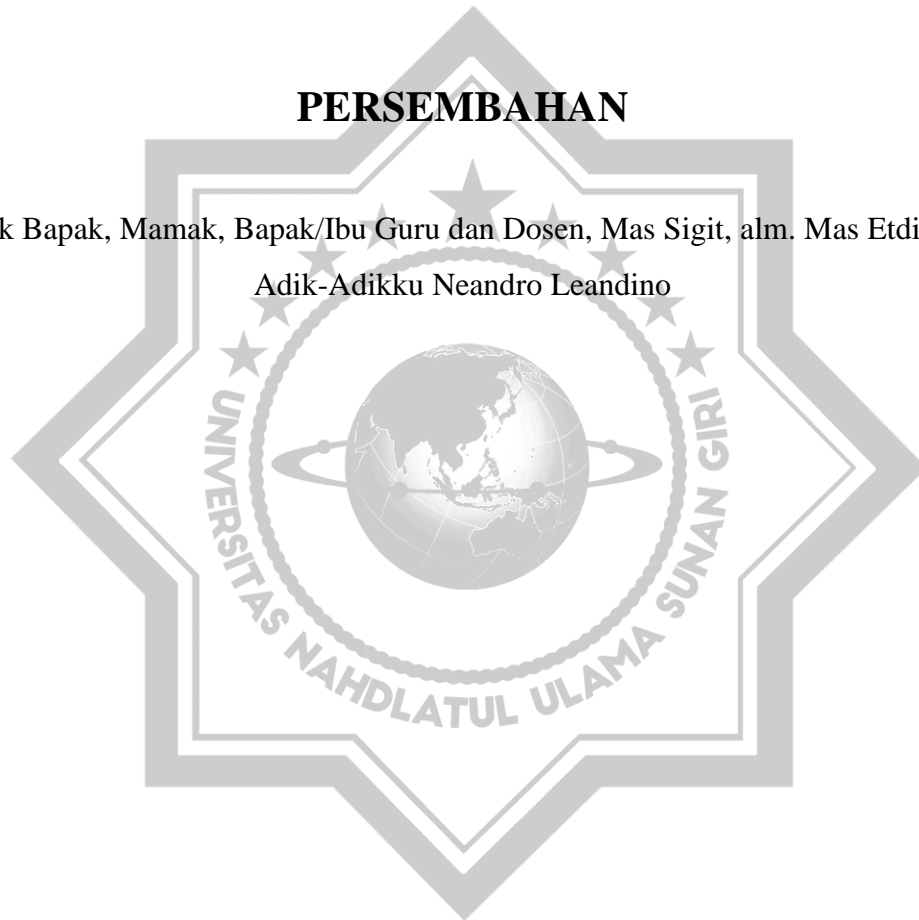 PERSEMBAHAN
k Bapak, Mamak, Bapak/Ibu Guru dan Dosen, Mas Sigit, alm. Mas Etdi
Adik-Adikku Neandro Leandino
UNIVERSITAS NAHDLATUL ULAMA SUNAN GIRI